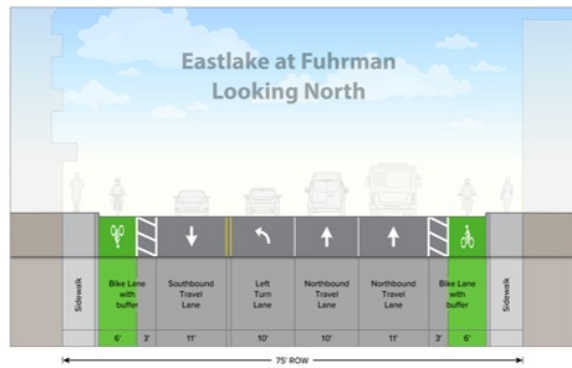 Eastlake at Fuhrman
Looking North
Sidewalk
Bike Lane
with
buffer
Southbound
Travel
Lane
Left
Turn
Lane
Northbound
Travel
Lane
Northbound
Travel
Lane
Bike Lane
with
buffer
Sidewalk
6' 3' 11' 10' 10' 11' 3' 6'
75' ROW